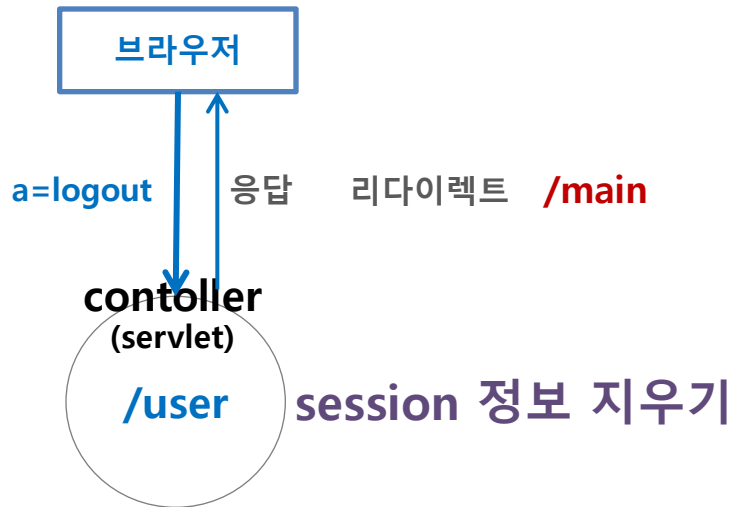 브라우저
a=logout 응답 리다이렉트 /main
contoller
(servlet)
/user session 정보 지우기